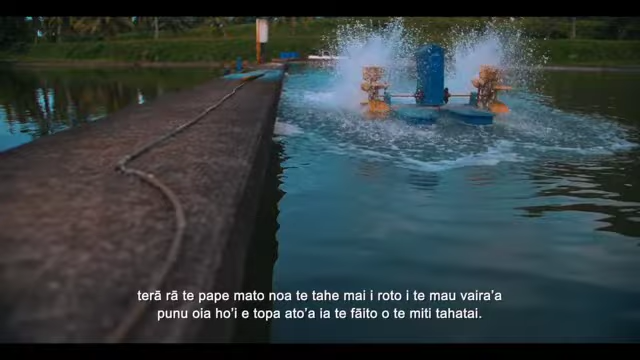 terā rā te pape mato noa te tahe mai i roto i te mau vaira’a
punu oia ho’i e topa ato’a ia te fāito o te miti tahatai.